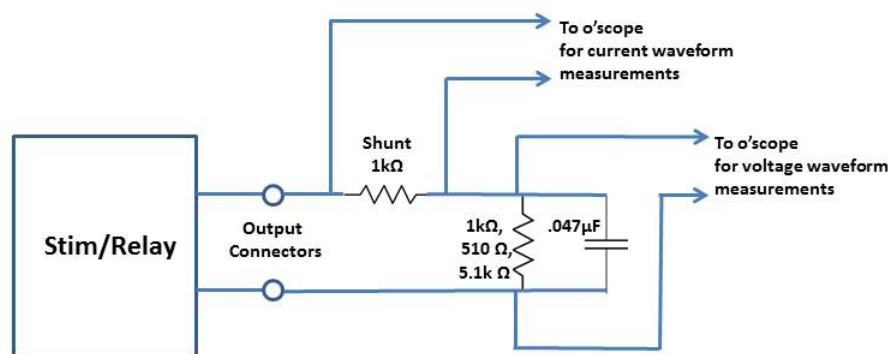 To o'scope
for current waveform
measurements
Shunt
1kΩ
To o'scope
for voltage waveform
measurements
Stim/Relay
Output
Connectors
1kΩ,
510 Ω,
5.1k Ω
.047µF